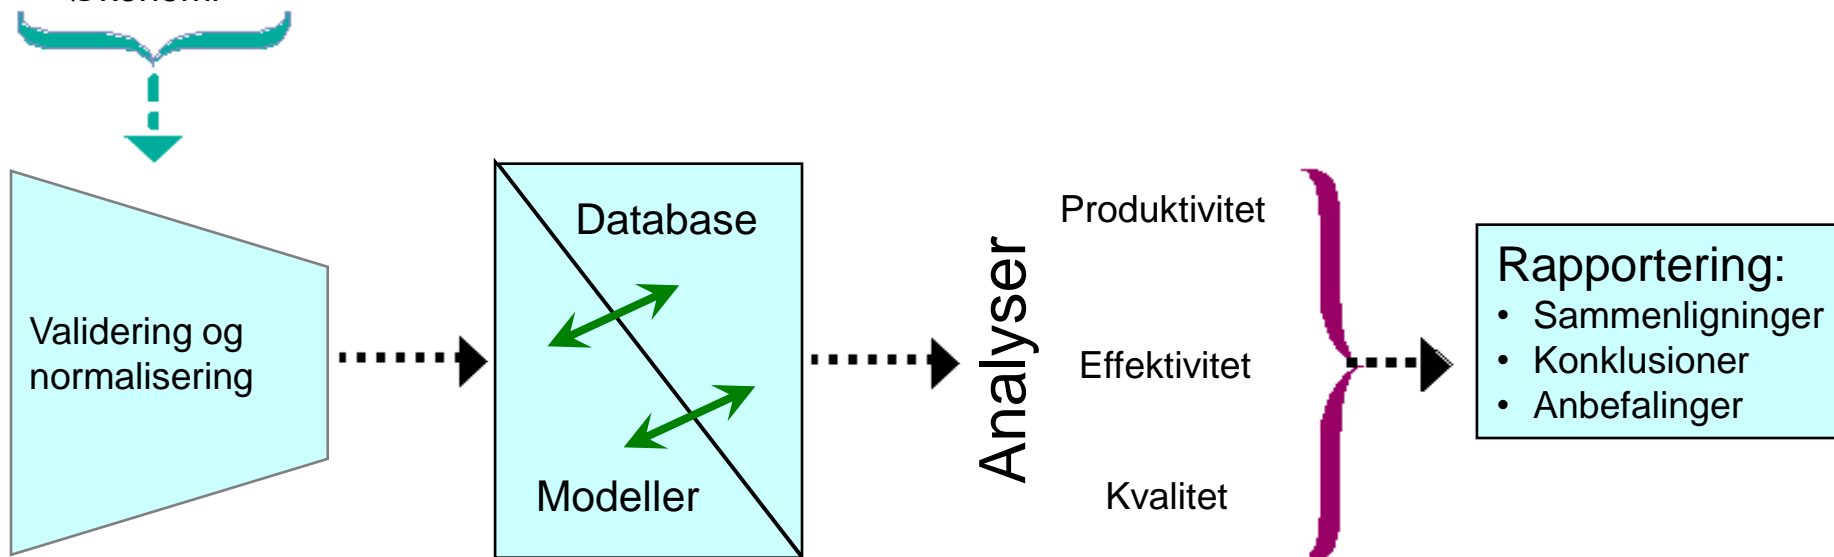 Validering og
normalisering
Database
Modeller
Analyser
Produktivitet
Effektivitet
Kvalitet
Rapportering:
• Sammenligninger
• Konklusioner
• Anbefalinger